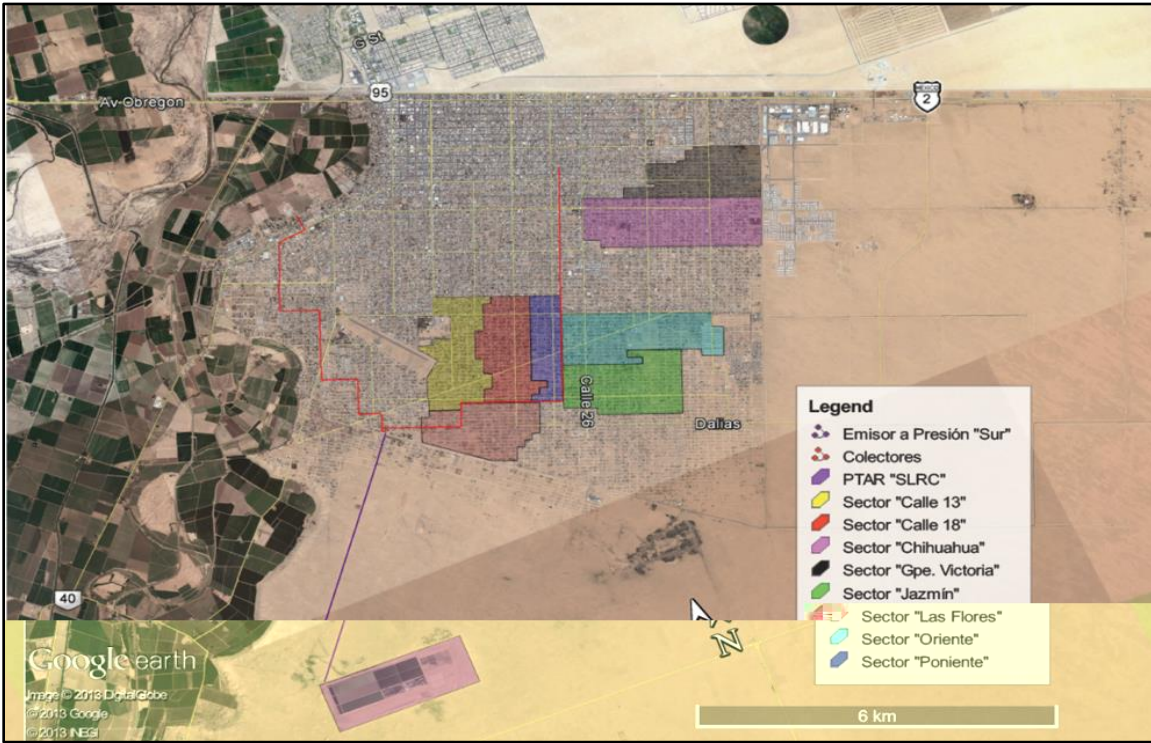 G St
95
Av Obregon
MEXICO
2
Calle 26
Dalias
Legend
Emisor a Presión "Sur"
Colectores
PTAR "SLRC"
Sector "Calle 13"
Sector "Calle 18"
Sector "Chihuahua"
Sector "Gpe. Victoria"
Sector "Jazmín"
Sector "Las Flores"
Sector "Oriente"
Sector "Poniente"
40
N
Google earth
Image © 2013 DigitalGlobe
© 2013 Google
© 2013 INEGI
6 km